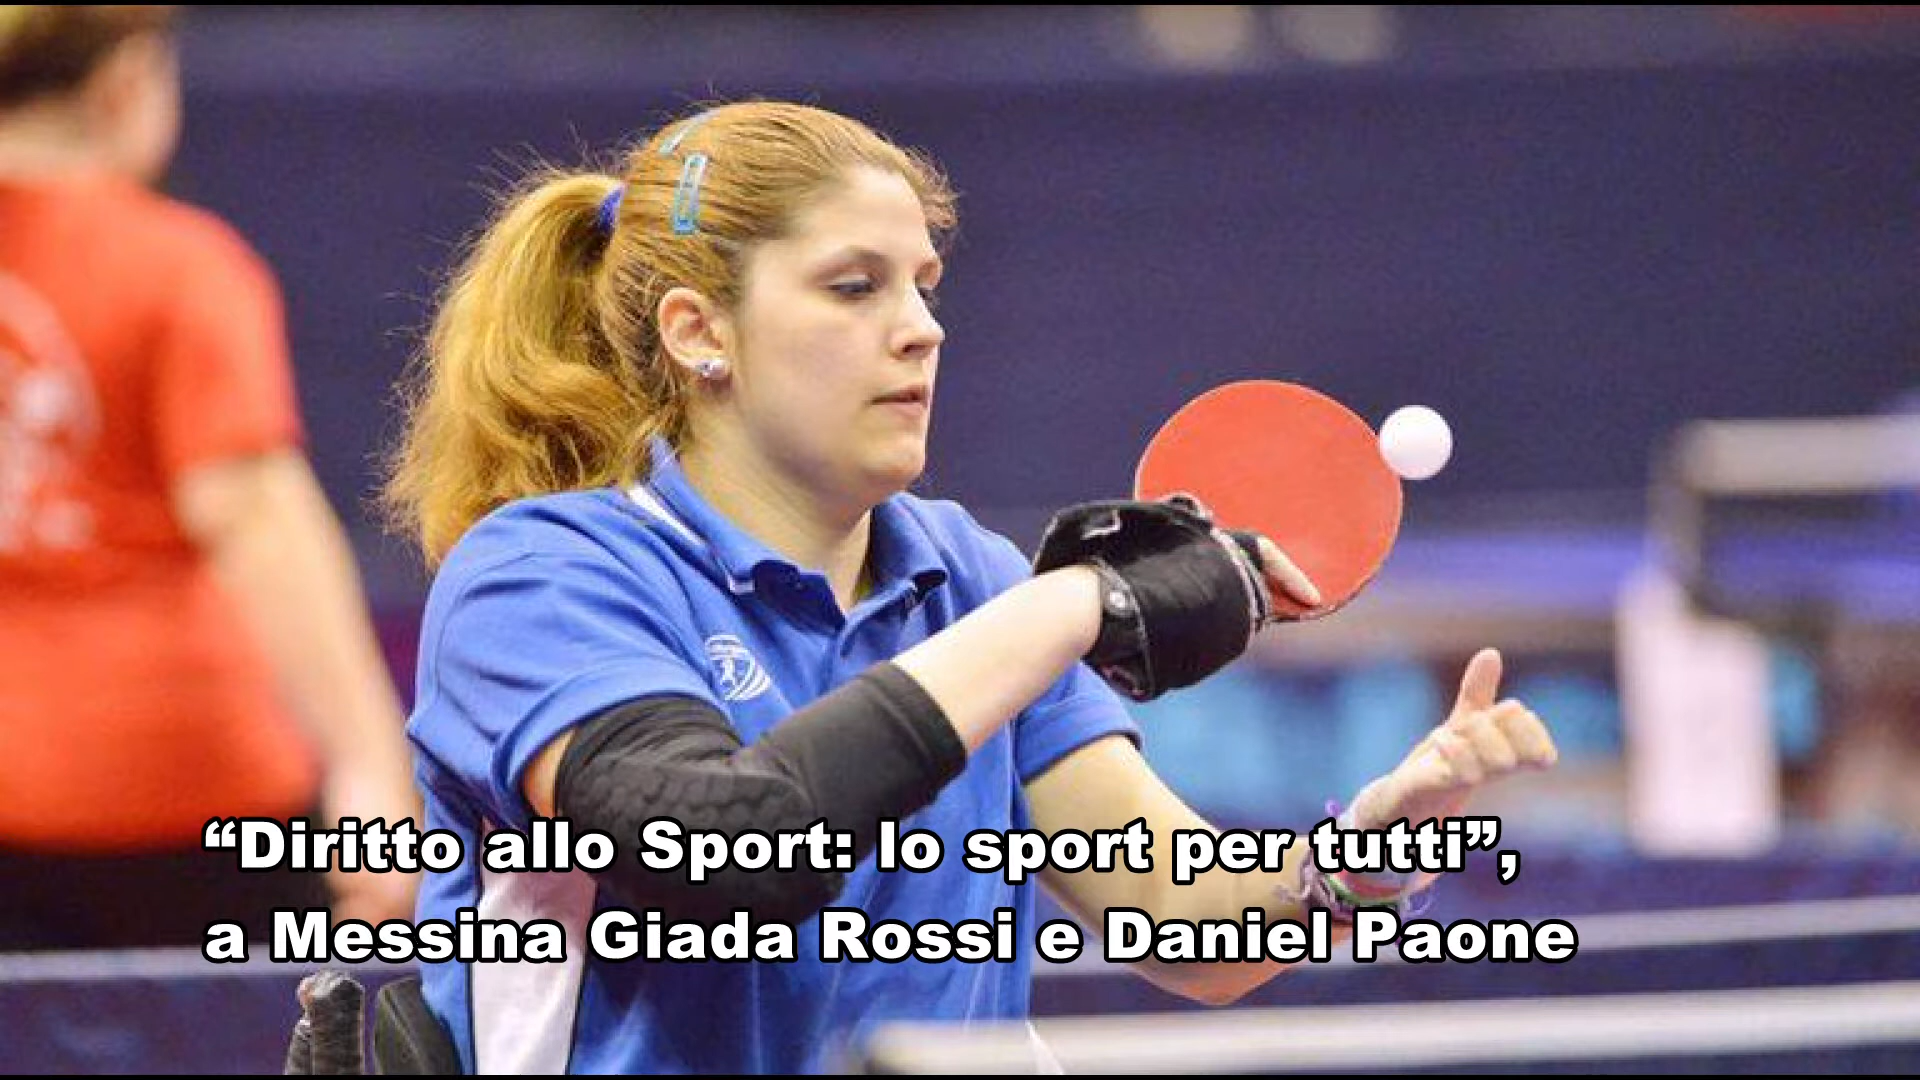 “Diritto allo Sport: lo sport per tutti”,
a Messina Giada Rossi e Daniel Paone